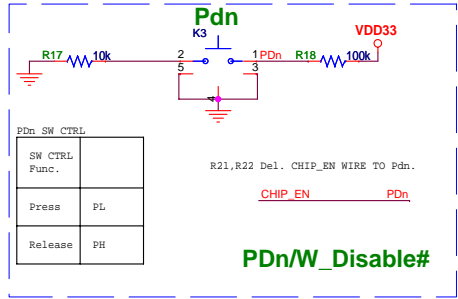 Pdn
K3
VDD33
R17 10k 2 1 PDn R18 100k
5 3
4
PDn SW CTRL
SW CTRL
Func.
Press PL
Release PH
R21,R22 Del. CHIP_EN WIRE TO Pdn.
CHIP_EN PDn
PDn/W_Disable#